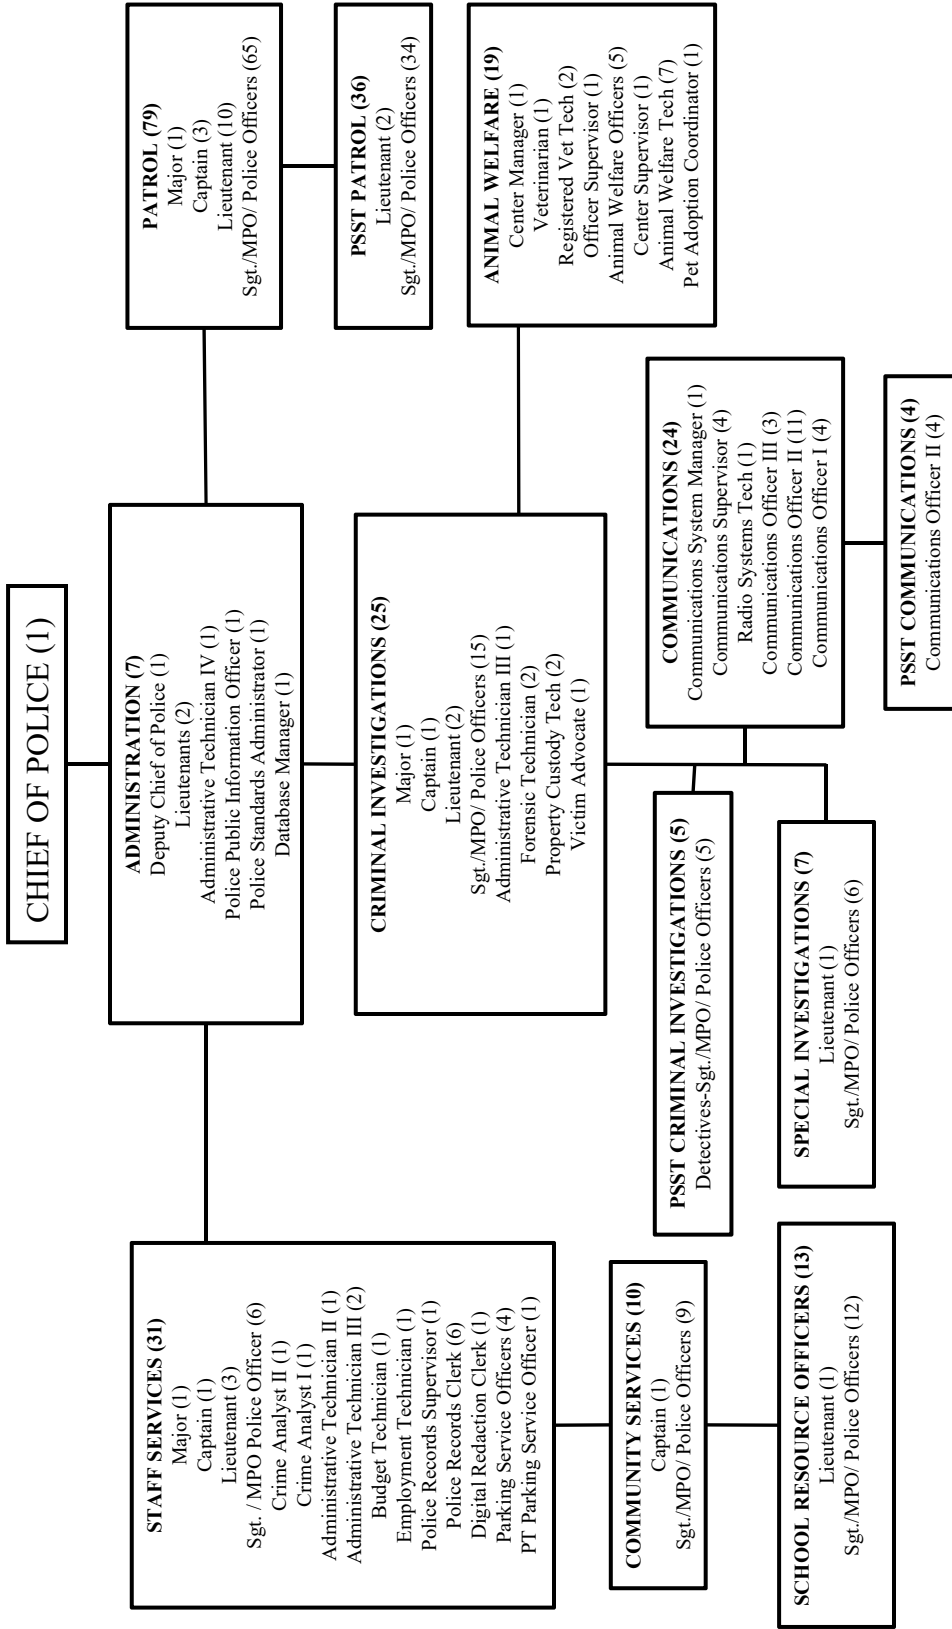 CHIEF OF POLICE (1)
ADMINISTRATION (7)
Deputy Chief of Police (1)
Lieutenants (2)
Administrative Technician IV (1)
Police Public Information Officer (1)
Police Standards Administrator (1)
Database Manager (1)
STAFF SERVICES (31)
Major (1)
Captain (1)
Lieutenant (3)
Sgt. / MPO Police Officer (6)
Crime Analyst II (1)
Crime Analyst I (1)
Administrative Technician II (1)
Administrative Technician III (2)
Budget Technician (1)
Employment Technician (1)
Police Records Supervisor (1)
Police Records Clerk (6)
Digital Redaction Clerk (1)
Parking Service Officers (4)
PT Parking Service Officer (1)
COMMUNITY SERVICES (10)
Captain (1)
Sgt./MPO/ Police Officers (9)
SCHOOL RESOURCE OFFICERS (13)
Lieutenant (1)
Sgt./MPO/ Police Officers (12)
CRIMINAL INVESTIGATIONS (25)
Major (1)
Captain (1)
Lieutenant (2)
Sgt./MPO/ Police Officers (15)
Administrative Technician III (1)
Forensic Technician (2)
Property Custody Tech (2)
Victim Advocate (1)
PSST CRIMINAL INVESTIGATIONS (5)
Detectives-Sgt./MPO/ Police Officers (5)
SPECIAL INVESTIGATIONS (7)
Lieutenant (1)
Sgt./MPO/ Police Officers (6)
PATROL (79)
Major (1)
Captain (3)
Lieutenant (10)
Sgt./MPO/ Police Officers (65)
PSST PATROL (36)
Lieutenant (2)
Sgt./MPO/ Police Officers (34)
ANIMAL WELFARE (19)
Center Manager (1)
Veterinarian (1)
Registered Vet Tech (2)
Officer Supervisor (1)
Animal Welfare Officers (5)
Center Supervisor (1)
Animal Welfare Tech (7)
Pet Adoption Coordinator (1)
COMMUNICATIONS (24)
Communications System Manager (1)
Communications Supervisor (4)
Radio Systems Tech (1)
Communications Officer III (3)
Communications Officer II (11)
Communications Officer I (4)
PSST COMMUNICATIONS (4)
Communications Officer II (4)